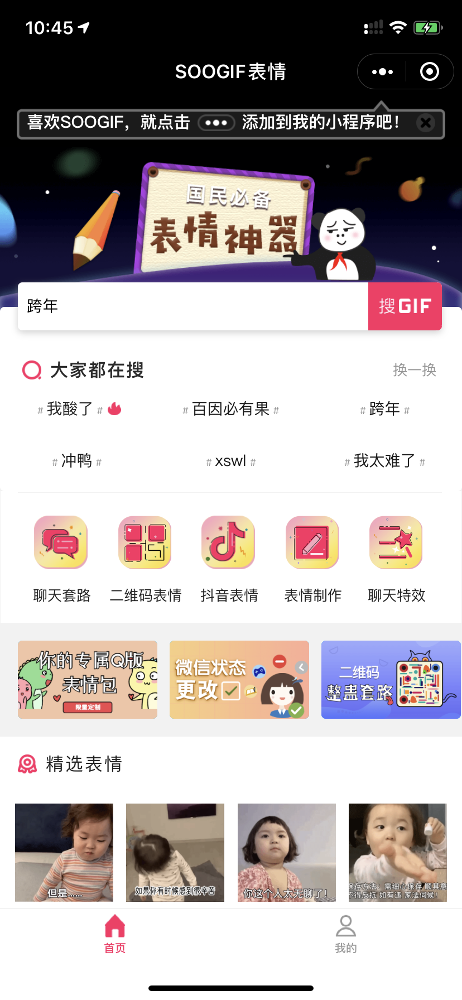 10:45
SOOGIF表情
喜欢SOOGIF，就点击 ••• 添加到我的小程序吧！
国民必备
表情神器
跨年
搜GIF
大家都在搜
换一换
# 我酸了 #
# 百因必有果 #
# 跨年 #
# 冲鸭 #
# xswl #
# 我太难了 #
聊天套路
二维码表情
抖音表情
表情制作
聊天特效
你的专属Q版
表情包
限量定制
微信状态
更改
二维码
整蛊套路
精选表情
但是......
如果你有时候感到很辛苦
你这个人太无聊了！
保存方法：需细心保存 顺其意
不得反抗 如有违 家法伺候！
首页
我的